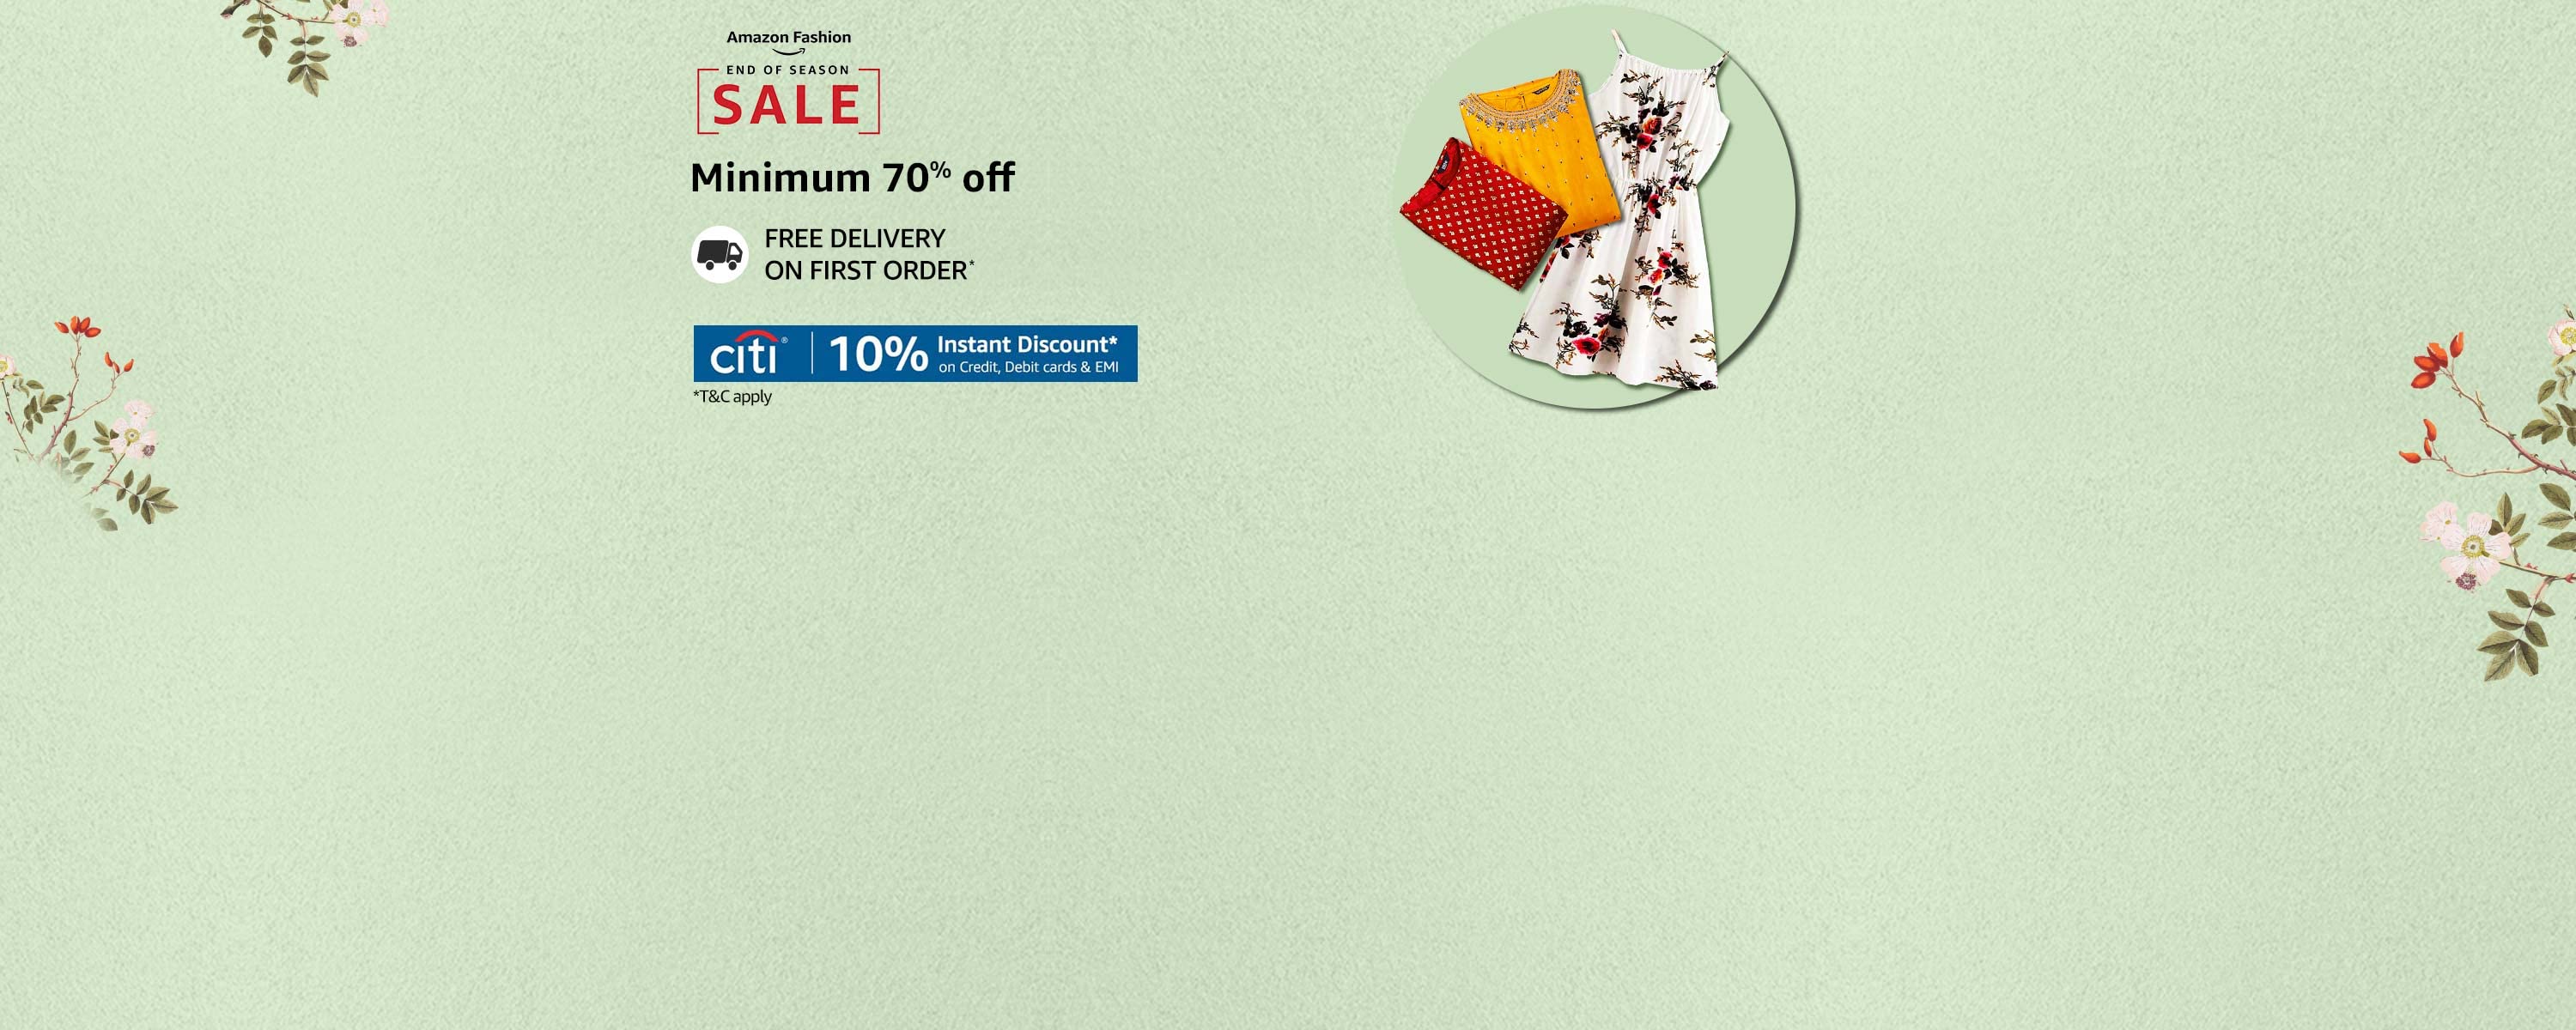 Amazon Fashion
END OF SEASON
SALE
Minimum 70% off
FREE DELIVERY
ON FIRST ORDER*
citi® 10% Instant Discount*
on Credit, Debit cards & EMI
*T&C apply